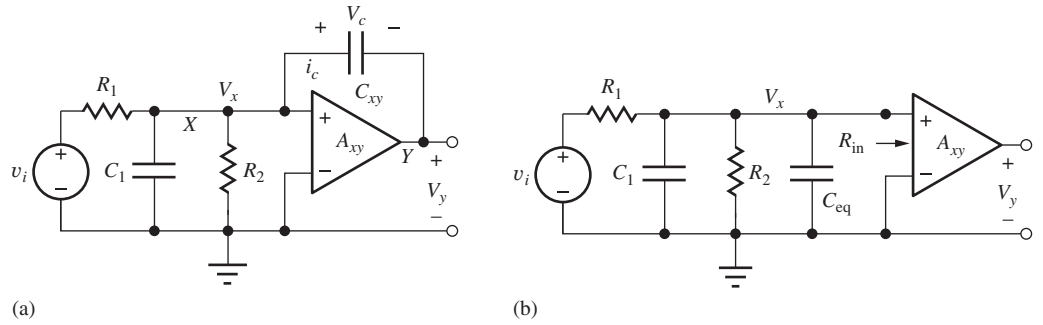 + V_c −
i_c
C_xy
R_1
V_x
X
+
A_xy
−
Y
+
V_y
−
v_i
+
−
C_1
R_2
(a)
R_1
V_x
R_in
+
A_xy
−
+
V_y
−
v_i
+
−
C_1
R_2
C_eq
(b)